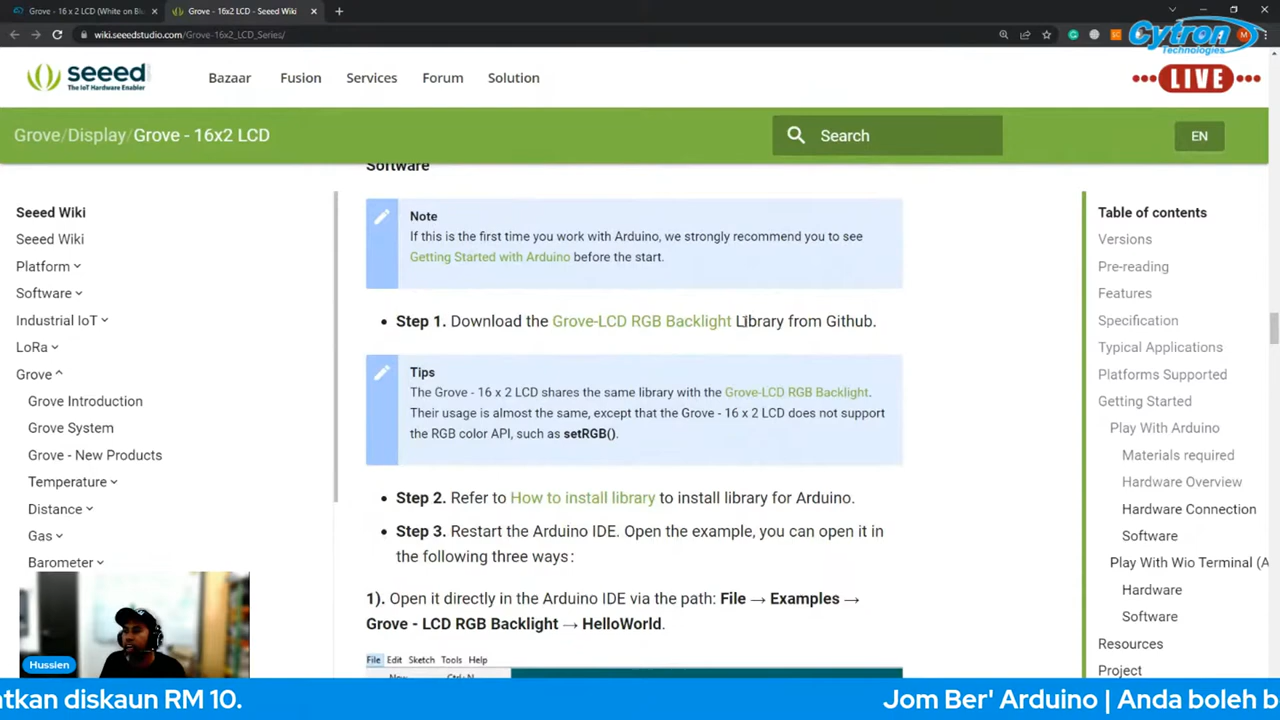 Grove - 16 x 2 LCD (White on Blu
Grove - 16x2 LCD - Seeed Wiki
wiki.seeedstudio.com/Grove-16x2_LCD_Series/
Cytron
Technologies
seeed
The IoT Hardware Enabler
Bazaar
Fusion
Services
Forum
Solution
LIVE
Grove/Display/Grove - 16x2 LCD
Search
EN
Software
Seeed Wiki
Seeed Wiki
Platform
Software
Industrial IoT
LoRa
Grove
Grove Introduction
Grove System
Grove - New Products
Temperature
Distance
Gas
Barometer
Note
If this is the first time you work with Arduino, we strongly recommend you to see
Getting Started with Arduino before the start.
Step 1. Download the Grove-LCD RGB Backlight Library from Github.
Tips
The Grove - 16 x 2 LCD shares the same library with the Grove-LCD RGB Backlight.
Their usage is almost the same, except that the Grove - 16 x 2 LCD does not support
the RGB color API, such as setRGB().
Step 2. Refer to How to install library to install library for Arduino.
Step 3. Restart the Arduino IDE. Open the example, you can open it in
the following three ways:
1). Open it directly in the Arduino IDE via the path: File → Examples →
Grove - LCD RGB Backlight → HelloWorld.
File Edit Sketch Tools Help
Table of contents
Versions
Pre-reading
Features
Specification
Typical Applications
Platforms Supported
Getting Started
Play With Arduino
Materials required
Hardware Overview
Hardware Connection
Software
Play With Wio Terminal (A
Hardware
Software
Resources
Project
Hussien
atkan diskaun RM 10.
Jom Ber' Arduino | Anda boleh b